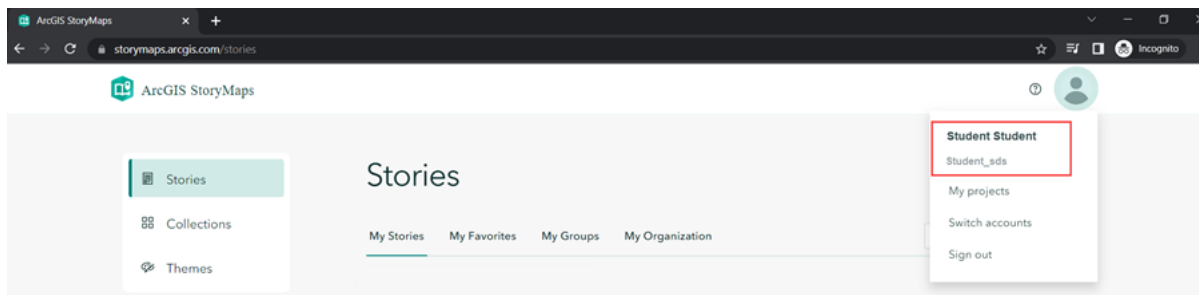 ArcGIS StoryMaps
storymaps.arcgis.com/stories
Incognito
ArcGIS StoryMaps
Student Student
Student_sds
My projects
Switch accounts
Sign out
Stories
Collections
Themes
Stories
My Stories My Favorites My Groups My Organization